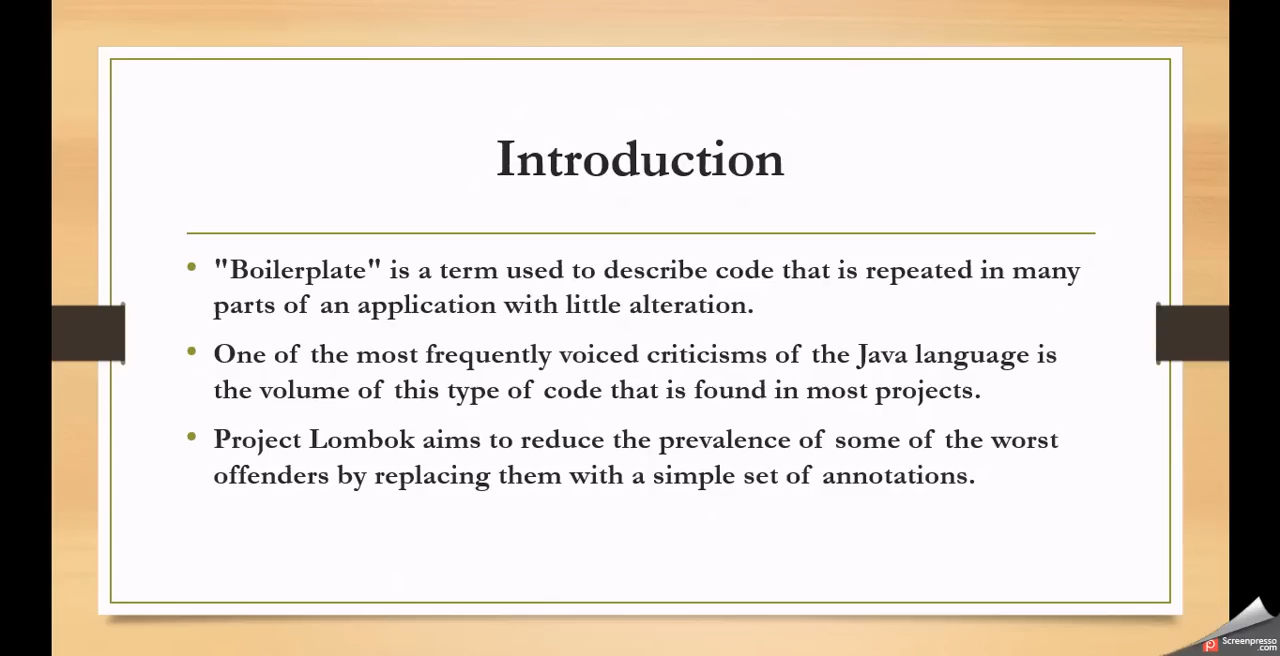 Introduction
• "Boilerplate" is a term used to describe code that is repeated in many
parts of an application with little alteration.
• One of the most frequently voiced criticisms of the Java language is
the volume of this type of code that is found in most projects.
• Project Lombok aims to reduce the prevalence of some of the worst
offenders by replacing them with a simple set of annotations.
Screenpresso
.com